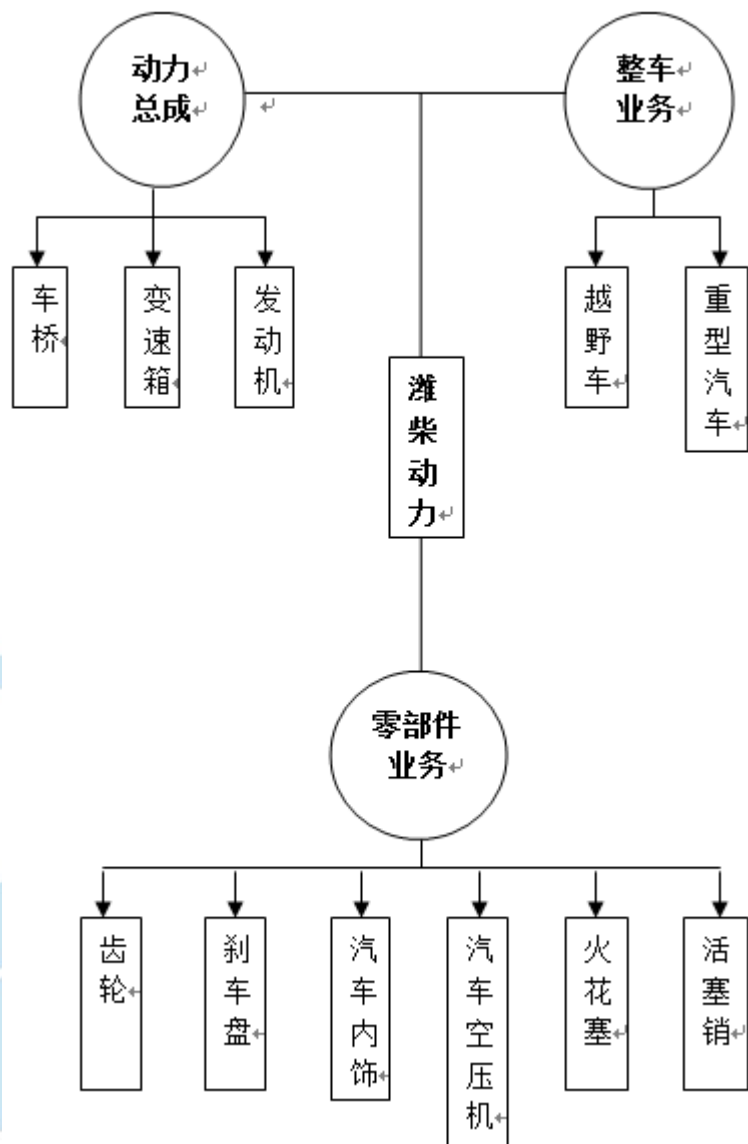 动力
总成
整车
业务
车桥
变速箱
发动机
越野车
重型汽车
潍柴动力
零部件
业务
齿轮
刹车盘
汽车内饰
汽车空压机
火花塞
活塞销